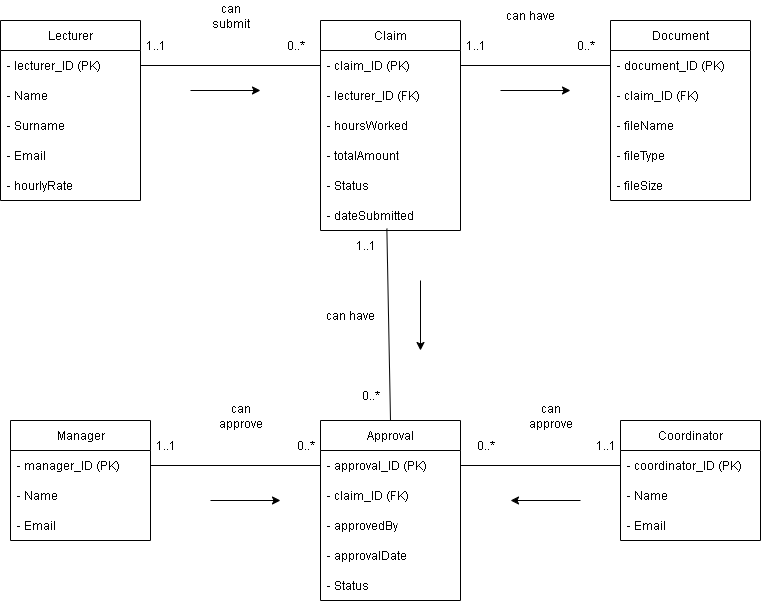 can
submit
can have
Lecturer
Claim
Document
1..1
0..*
1..1
0..*
- lecturer_ID (PK)
- Name
- Surname
- Email
- hourlyRate
- claim_ID (PK)
- lecturer_ID (FK)
- hoursWorked
- totalAmount
- Status
- dateSubmitted
- document_ID (PK)
- claim_ID (FK)
- fileName
- fileType
- fileSize
1..1
can have
0..*
can
approve
can
approve
Manager
Approval
Coordinator
1..1
0..*
0..*
1..1
- manager_ID (PK)
- Name
- Email
- approval_ID (PK)
- claim_ID (FK)
- approvedBy
- approvalDate
- Status
- coordinator_ID (PK)
- Name
- Email